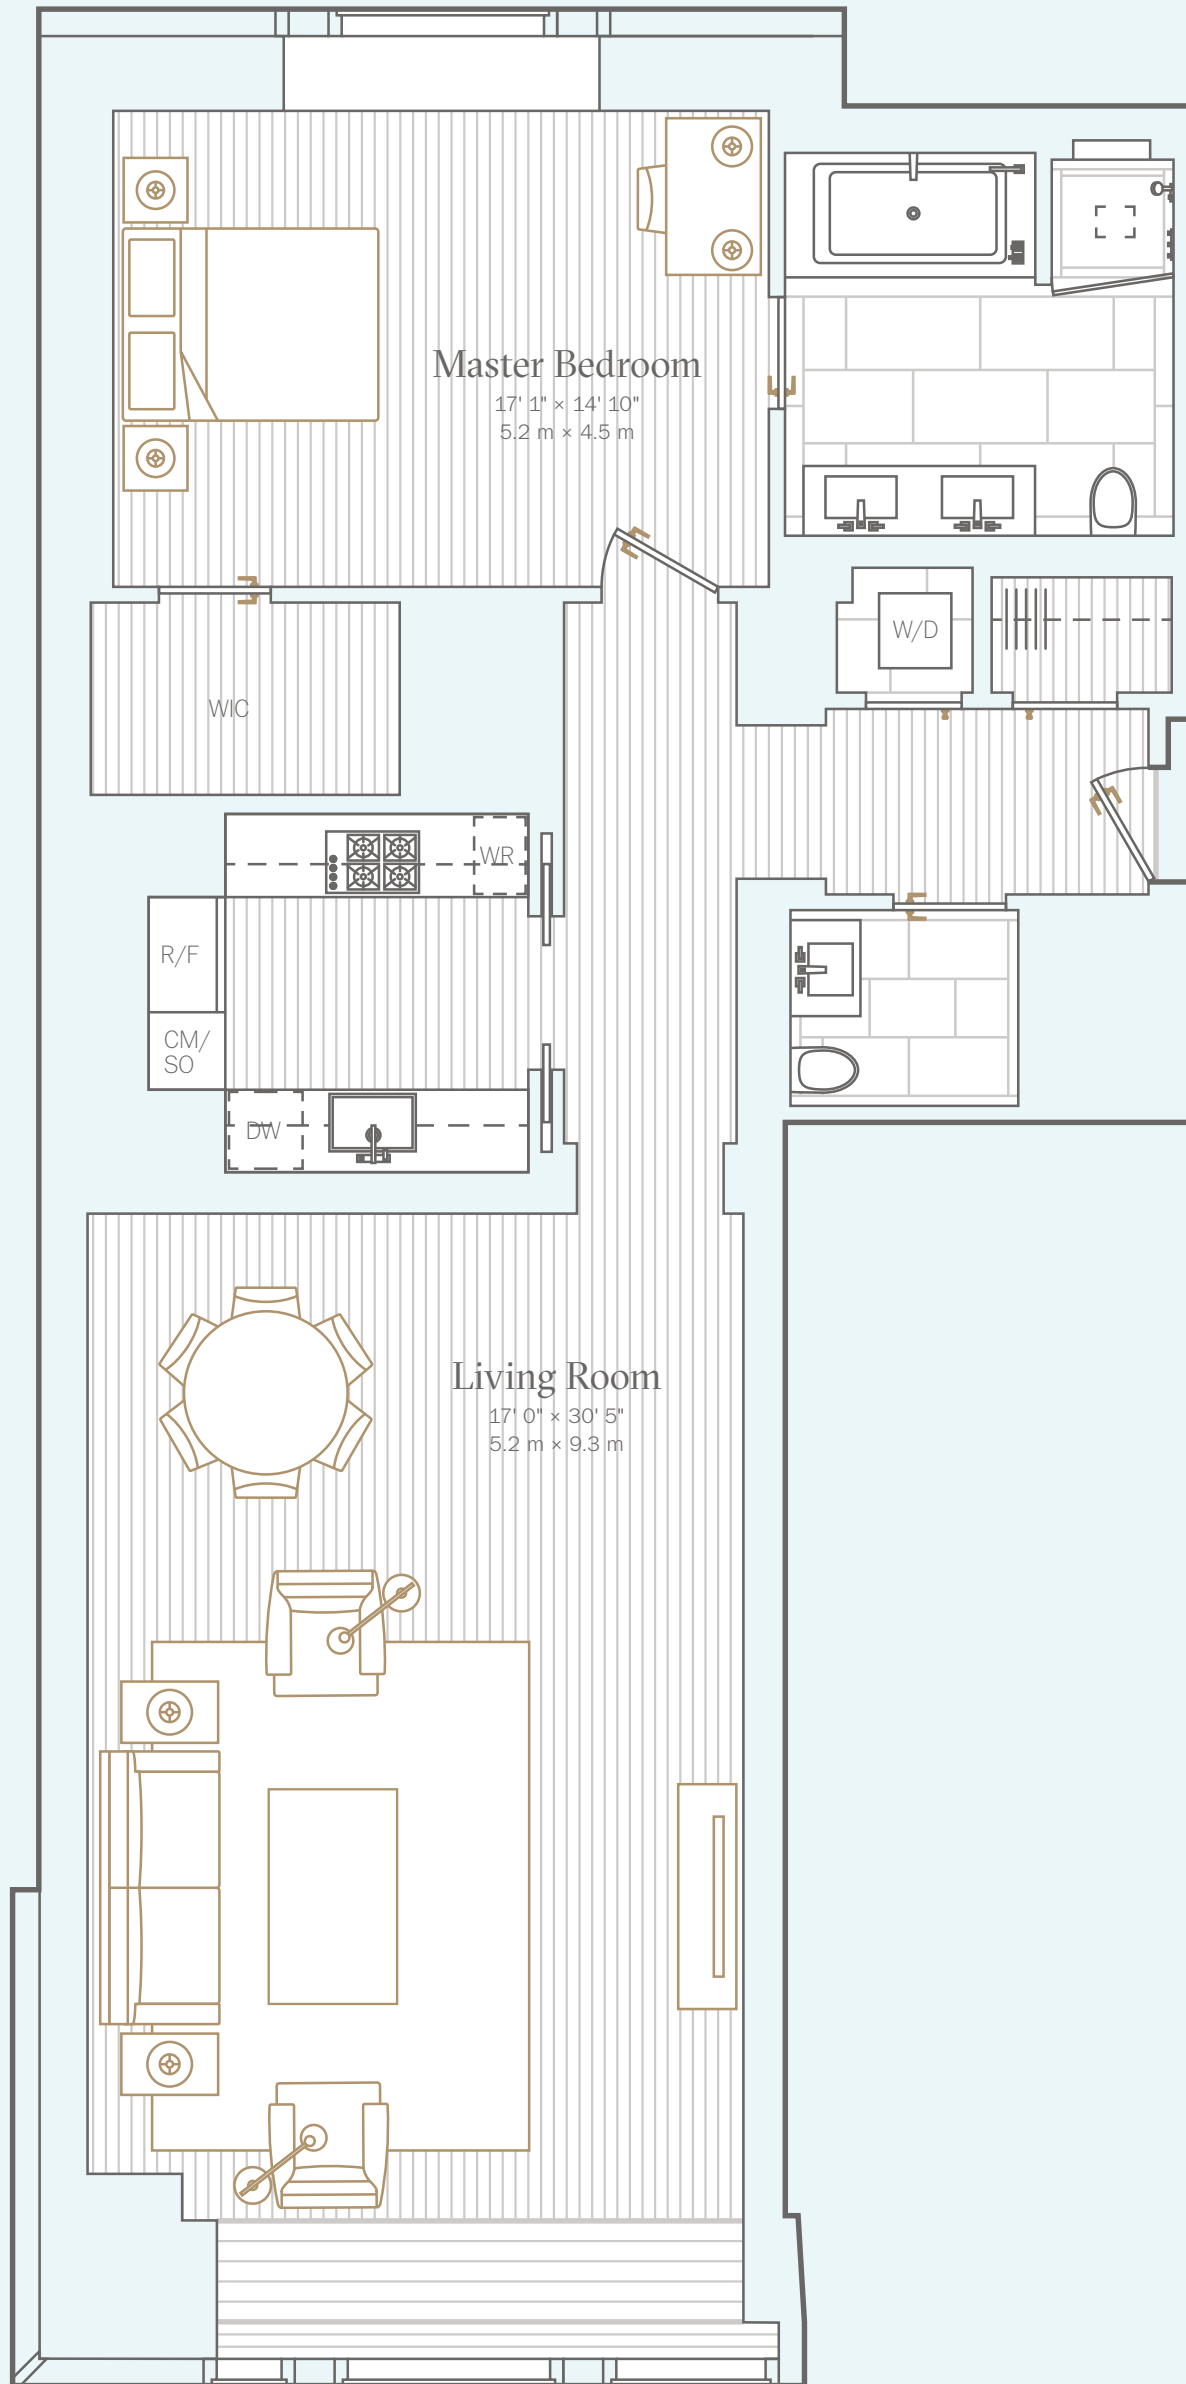 Master Bedroom
17' 1" × 14' 10"
5.2 m × 4.5 m
W/D
WIC
WR
R/F
CM/
SO
DW
Living Room
17' 0" × 30' 5"
5.2 m × 9.3 m